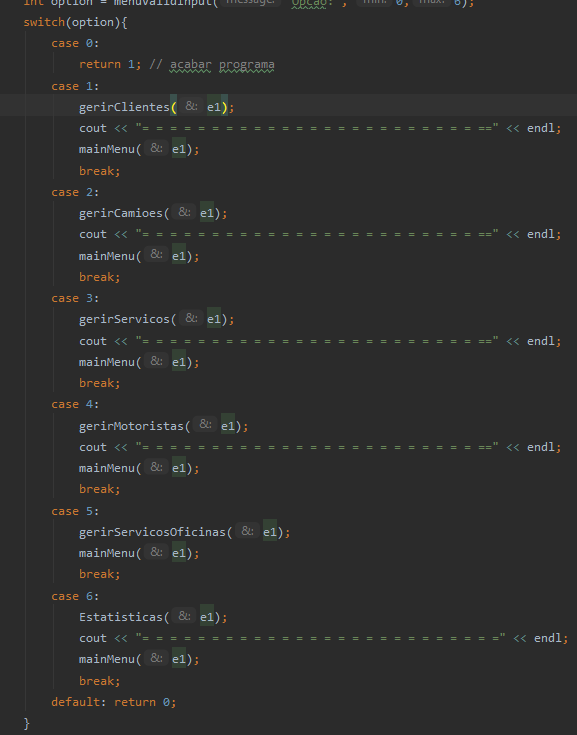 int option = menuValidInput( message: "Opcao: ", min: 0, max: 6);
switch(option){
case 0:
return 1; // acabar programa
case 1:
gerirClientes( &: e1);
cout << "= = = = = = = = = = = = = = = = = = = = = = = = ==" << endl;
mainMenu( &: e1);
break;
case 2:
gerirCamioes( &: e1);
cout << "= = = = = = = = = = = = = = = = = = = = = = = = ==" << endl;
mainMenu( &: e1);
break;
case 3:
gerirServicos( &: e1);
cout << "= = = = = = = = = = = = = = = = = = = = = = = = ==" << endl;
mainMenu( &: e1);
break;
case 4:
gerirMotoristas( &: e1);
cout << "= = = = = = = = = = = = = = = = = = = = = = = = ==" << endl;
mainMenu( &: e1);
break;
case 5:
gerirServicosOficinas( &: e1);
mainMenu( &: e1);
break;
case 6:
Estatisticas( &: e1);
cout << "= = = = = = = = = = = = = = = = = = = = = = = = = =" << endl;
mainMenu( &: e1);
break;
default: return 0;
}